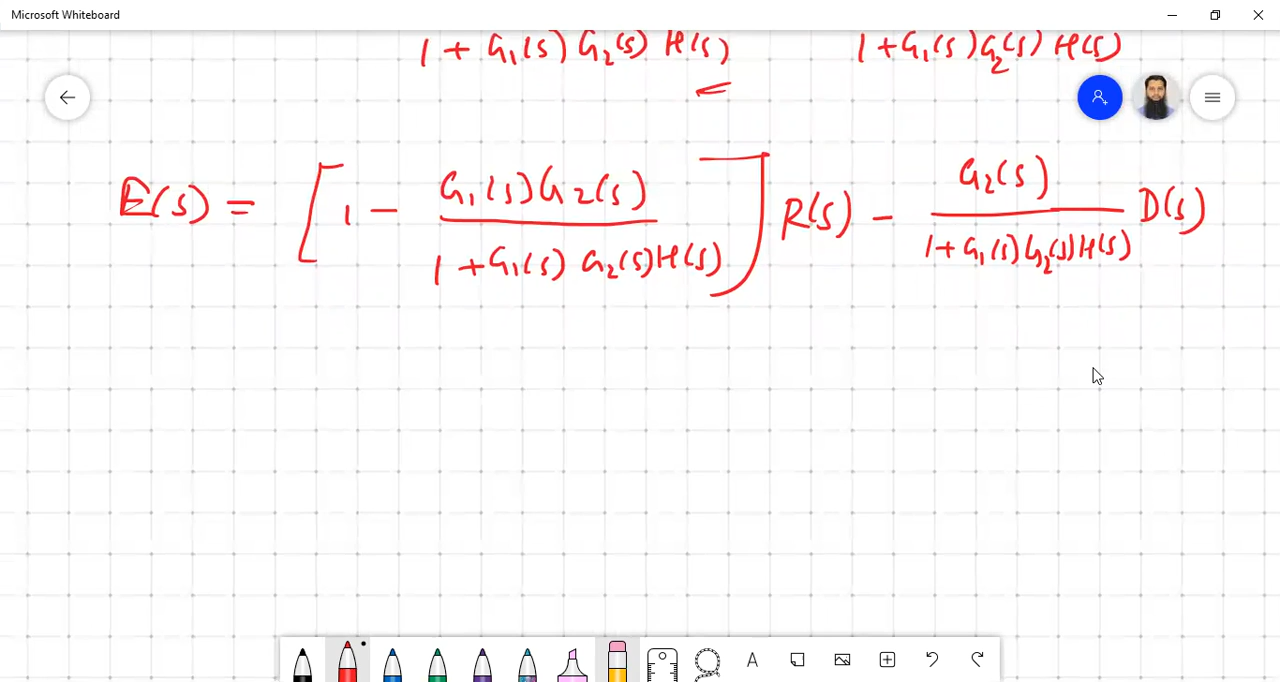 Microsoft Whiteboard
1 + G₁(s) G₂(s) H(s) 1 + G₁(s) G₂(s) H(s)
E(s) = [1 - G₁(s)G₂(s) / 1 + G₁(s) G₂(s) H(s)] R(s) - G₂(s) / 1 + G₁(s) G₂(s) H(s) D(s)
A